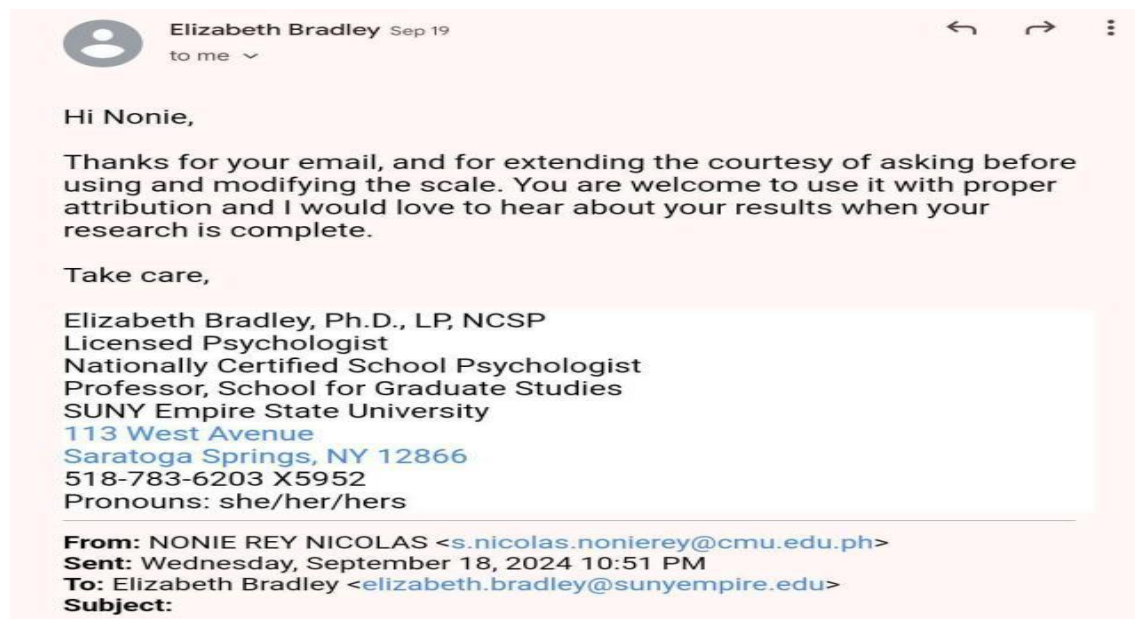 Elizabeth Bradley Sep 19
to me
Hi Nonie,
Thanks for your email, and for extending the courtesy of asking before
using and modifying the scale. You are welcome to use it with proper
attribution and I would love to hear about your results when your
research is complete.
Take care,
Elizabeth Bradley, Ph.D., LP, NCSP
Licensed Psychologist
Nationally Certified School Psychologist
Professor, School for Graduate Studies
SUNY Empire State University
113 West Avenue
Saratoga Springs, NY 12866
518-783-6203 X5952
Pronouns: she/her/hers
From: NONIE REY NICOLAS <s.nicolas.nonierey@cmu.edu.ph>
Sent: Wednesday, September 18, 2024 10:51 PM
To: Elizabeth Bradley <elizabeth.bradley@sunyempire.edu>
Subject: